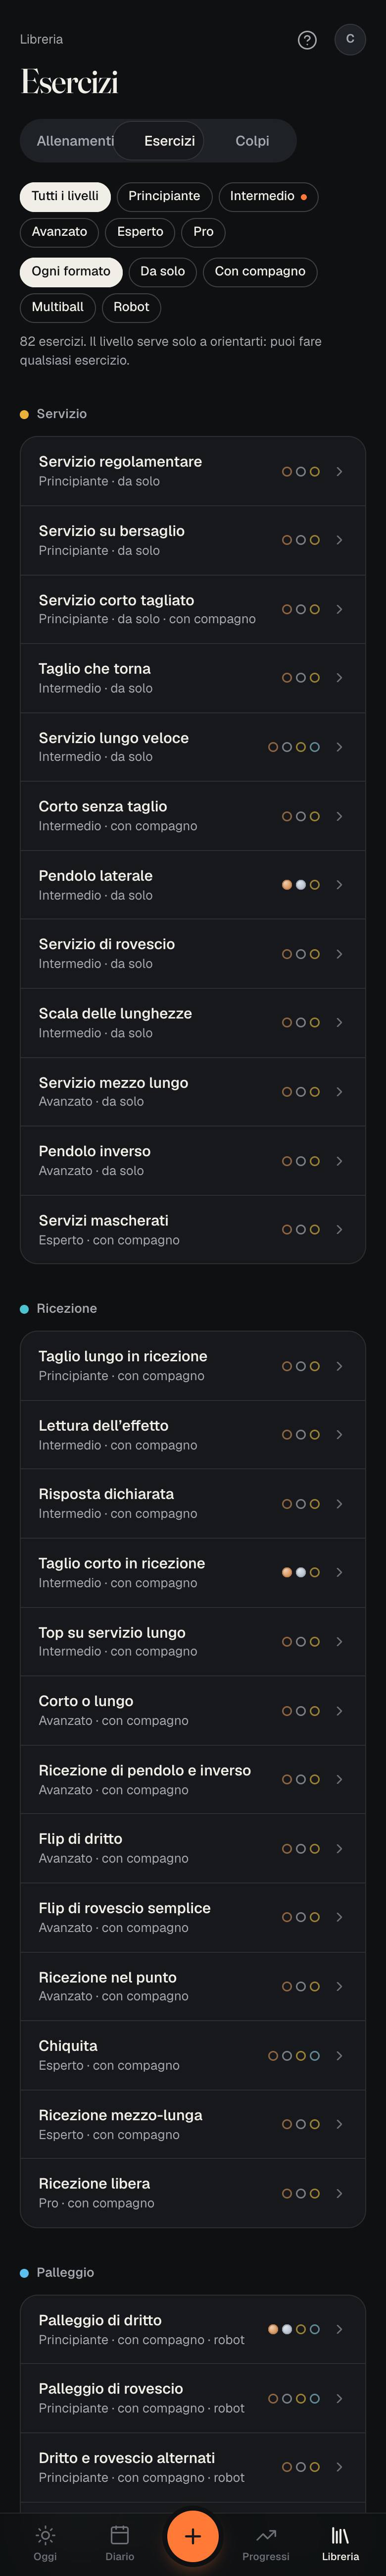 Libreria
C
Esercizi
Allenamenti Esercizi Colpi
Tutti i livelli Principiante Intermedio
Avanzato Esperto Pro
Ogni formato Da solo Con compagno
Multiball Robot
82 esercizi. Il livello serve solo a orientarti: puoi fare
qualsiasi esercizio.
Servizio
Servizio regolamentare
Principiante · da solo
Servizio su bersaglio
Principiante · da solo
Servizio corto tagliato
Principiante · da solo · con compagno
Taglio che torna
Intermedio · da solo
Servizio lungo veloce
Intermedio · da solo
Corto senza taglio
Intermedio · con compagno
Pendolo laterale
Intermedio · da solo
Servizio di rovescio
Intermedio · da solo
Scala delle lunghezze
Intermedio · da solo
Servizio mezzo lungo
Avanzato · da solo
Pendolo inverso
Avanzato · da solo
Servizi mascherati
Esperto · con compagno
Ricezione
Taglio lungo in ricezione
Principiante · con compagno
Lettura dell’effetto
Intermedio · con compagno
Risposta dichiarata
Intermedio · con compagno
Taglio corto in ricezione
Intermedio · con compagno
Top su servizio lungo
Intermedio · con compagno
Corto o lungo
Avanzato · con compagno
Ricezione di pendolo e inverso
Avanzato · con compagno
Flip di dritto
Avanzato · con compagno
Flip di rovescio semplice
Avanzato · con compagno
Ricezione nel punto
Avanzato · con compagno
Chiquita
Esperto · con compagno
Ricezione mezzo-lunga
Esperto · con compagno
Ricezione libera
Pro · con compagno
Palleggio
Palleggio di dritto
Principiante · con compagno · robot
Palleggio di rovescio
Principiante · con compagno · robot
Dritto e rovescio alternati
Principiante · con compagno · robot
Oggi Diario Progressi Libreria